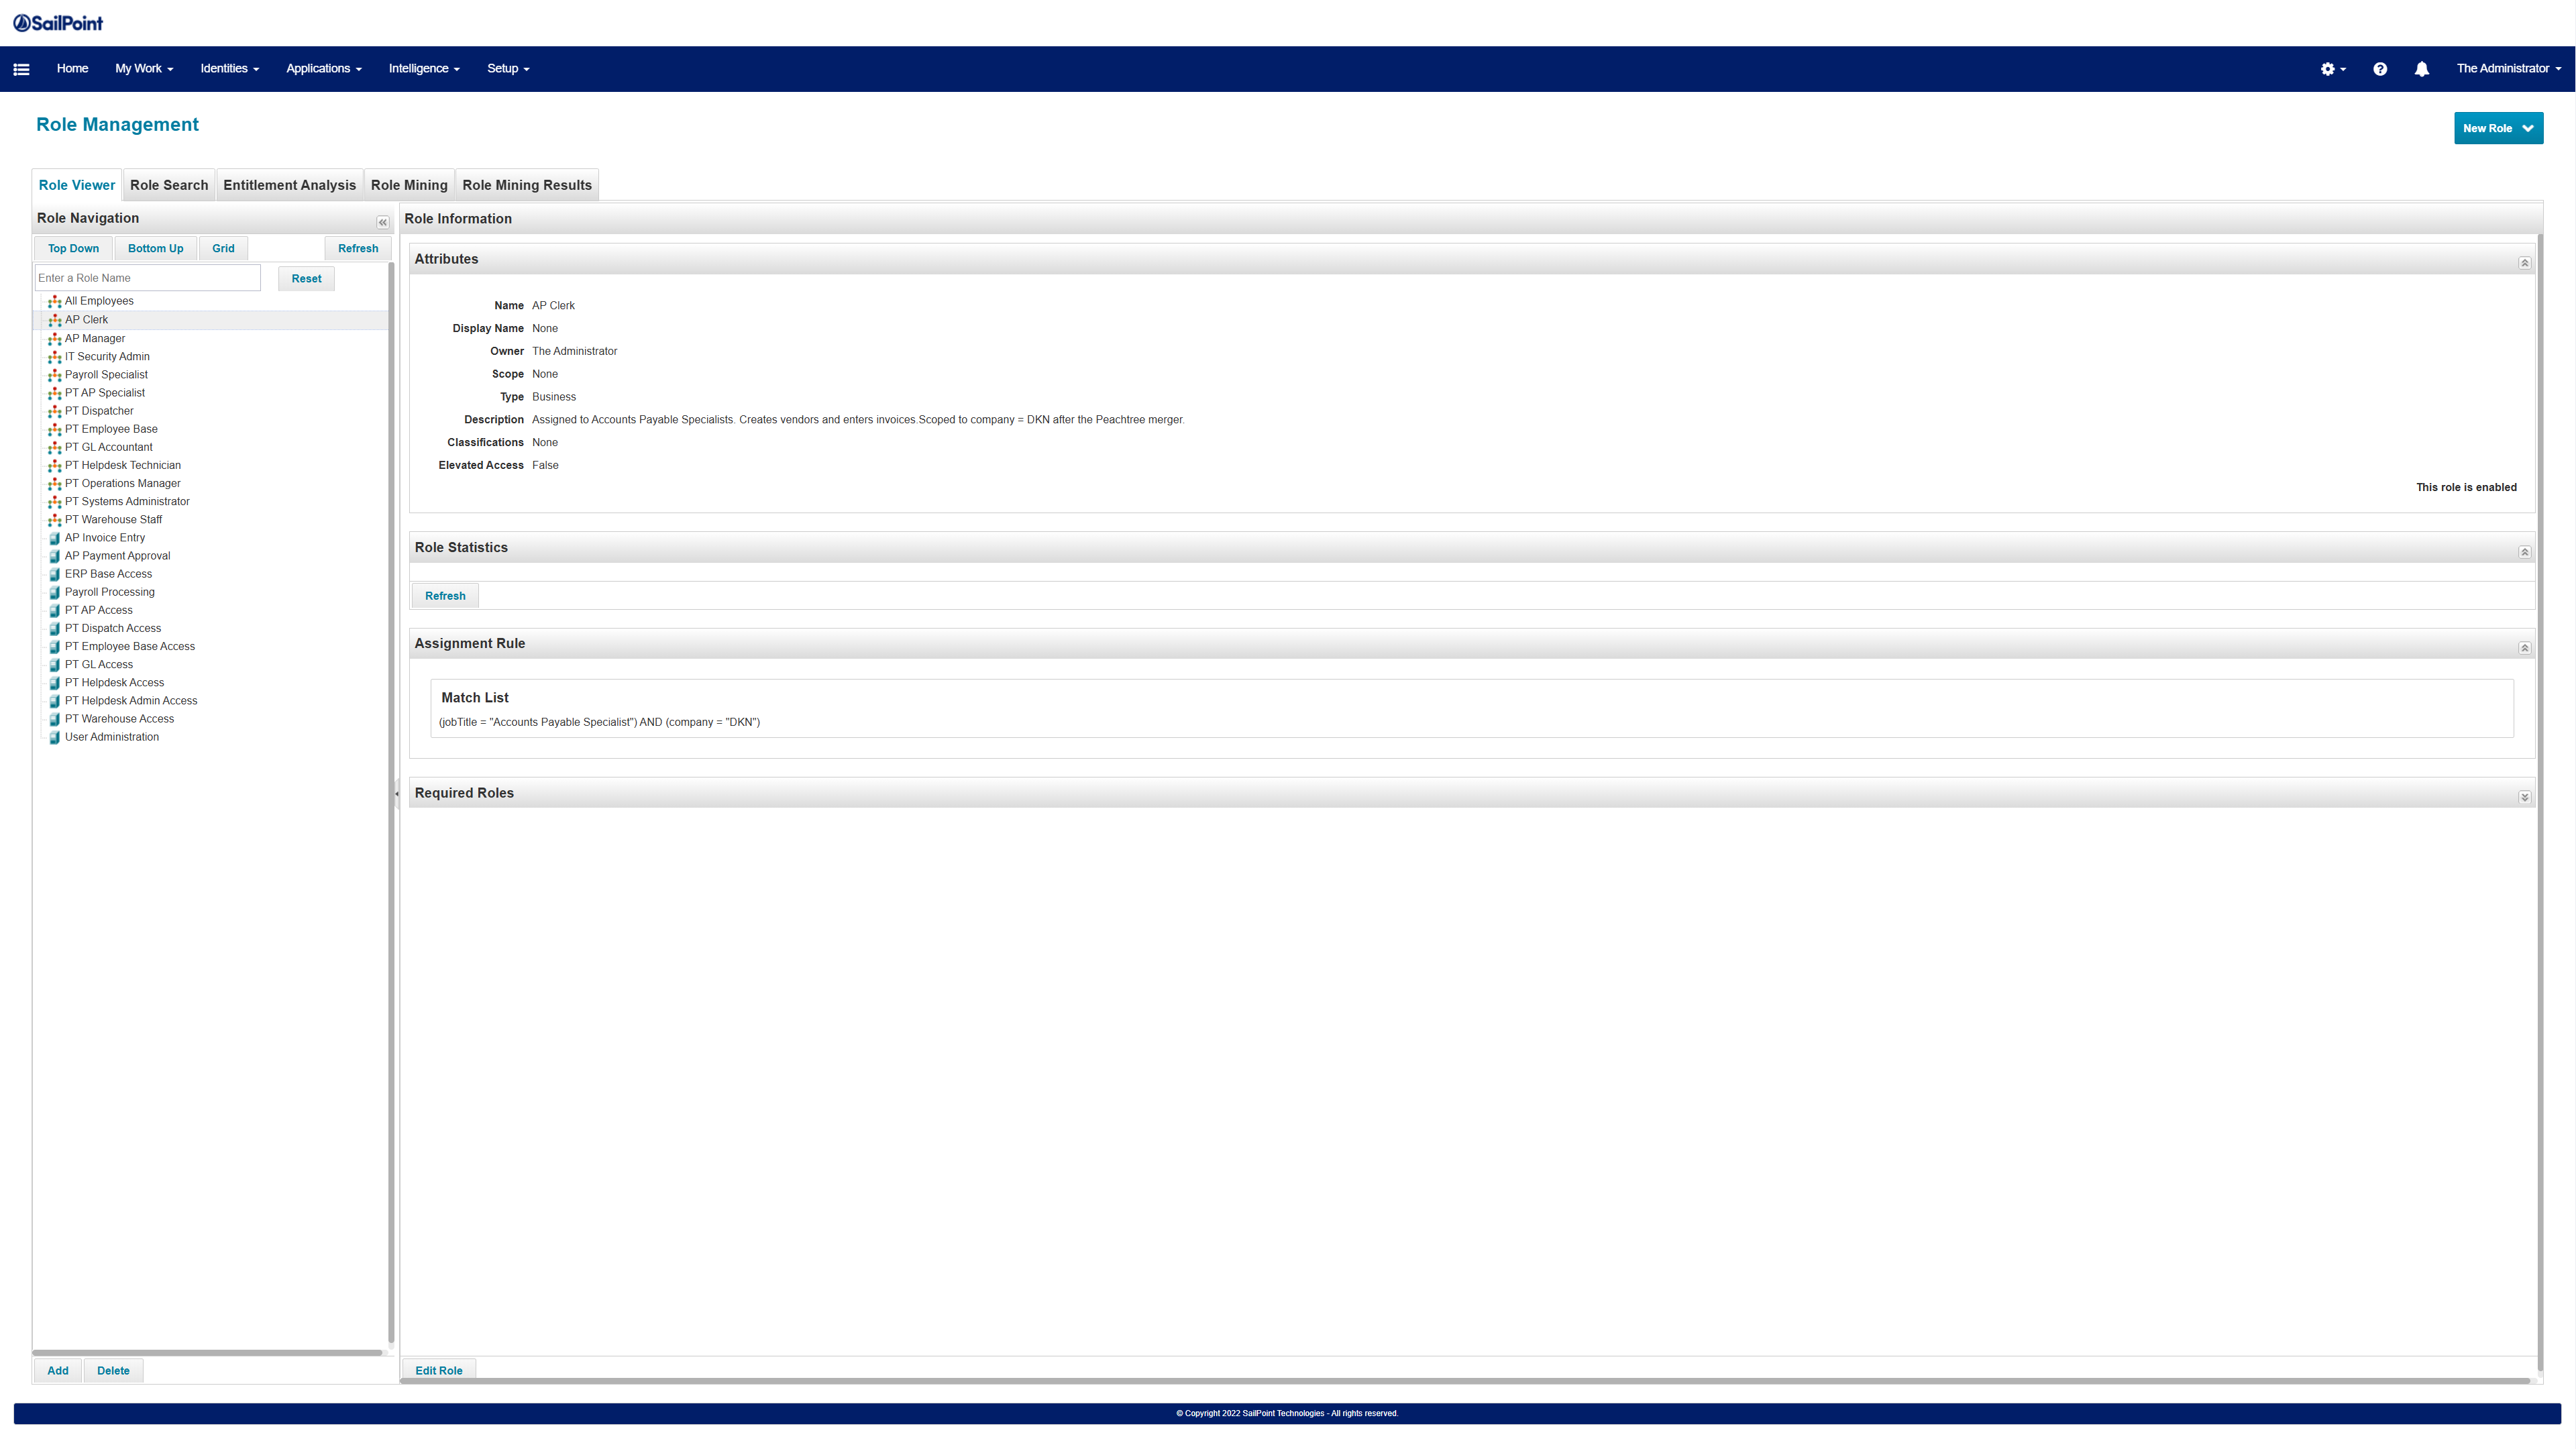 SailPoint
Home My Work Identities Applications Intelligence Setup The Administrator
Role Management
New Role
Role Viewer Role Search Entitlement Analysis Role Mining Role Mining Results
Role Navigation
Top Down Bottom Up Grid Refresh
Enter a Role Name Reset
All Employees
AP Clerk
AP Manager
IT Security Admin
Payroll Specialist
PT AP Specialist
PT Dispatcher
PT Employee Base
PT GL Accountant
PT Helpdesk Technician
PT Operations Manager
PT Systems Administrator
PT Warehouse Staff
AP Invoice Entry
AP Payment Approval
ERP Base Access
Payroll Processing
PT AP Access
PT Dispatch Access
PT Employee Base Access
PT GL Access
PT Helpdesk Access
PT Helpdesk Admin Access
PT Warehouse Access
User Administration
Add Delete
Role Information
Attributes
Name AP Clerk
Display Name None
Owner The Administrator
Scope None
Type Business
Description Assigned to Accounts Payable Specialists. Creates vendors and enters invoices.Scoped to company = DKN after the Peachtree merger.
Classifications None
Elevated Access False
This role is enabled
Role Statistics
Refresh
Assignment Rule
Match List
(jobTitle = "Accounts Payable Specialist") AND (company = "DKN")
Required Roles
Edit Role
© Copyright 2022 SailPoint Technologies - All rights reserved.